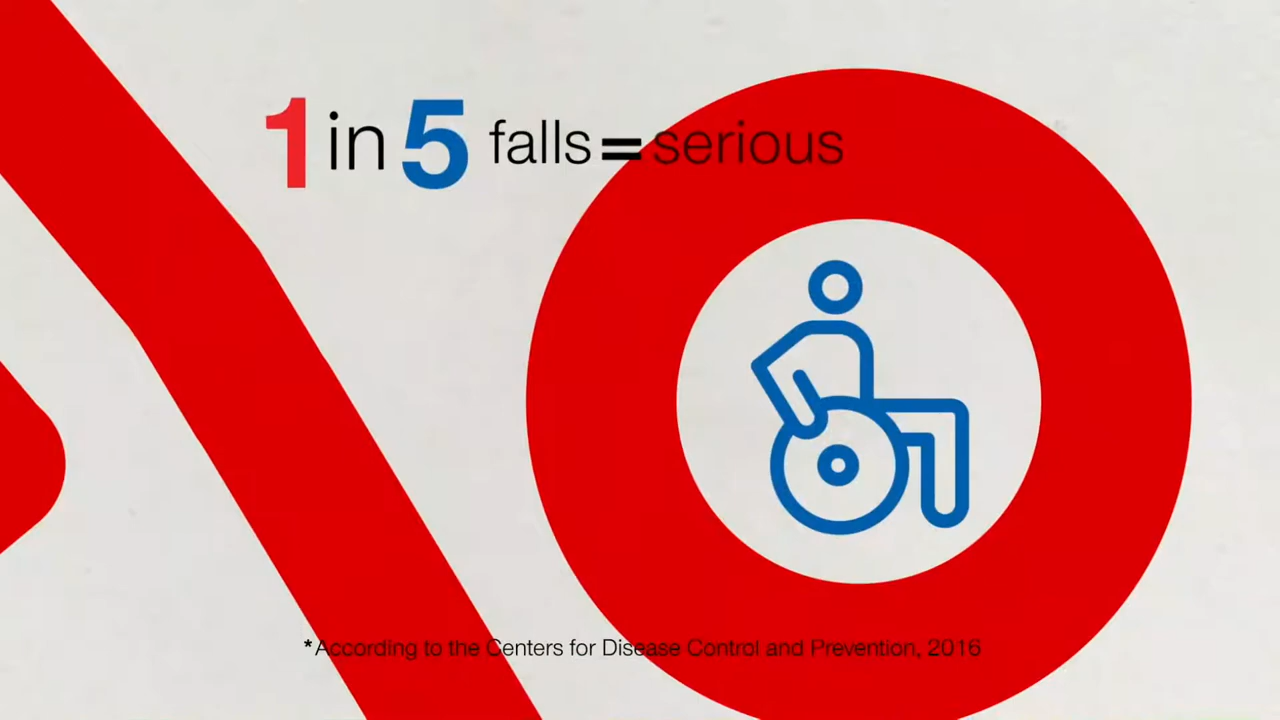 1 in 5 falls = serious
*According to the Centers for Disease Control and Prevention, 2016